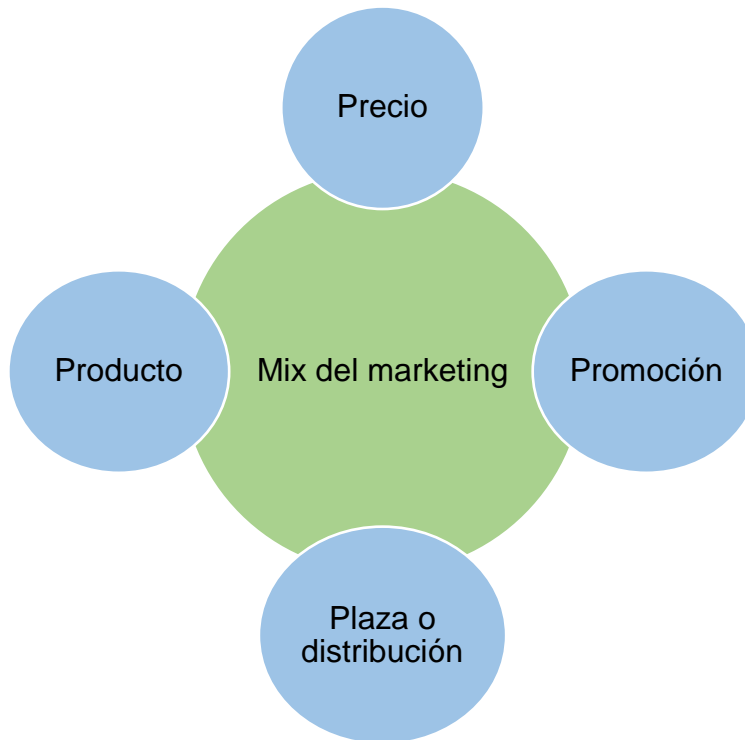 Precio
Producto
Mix del marketing
Promoción
Plaza o
distribución